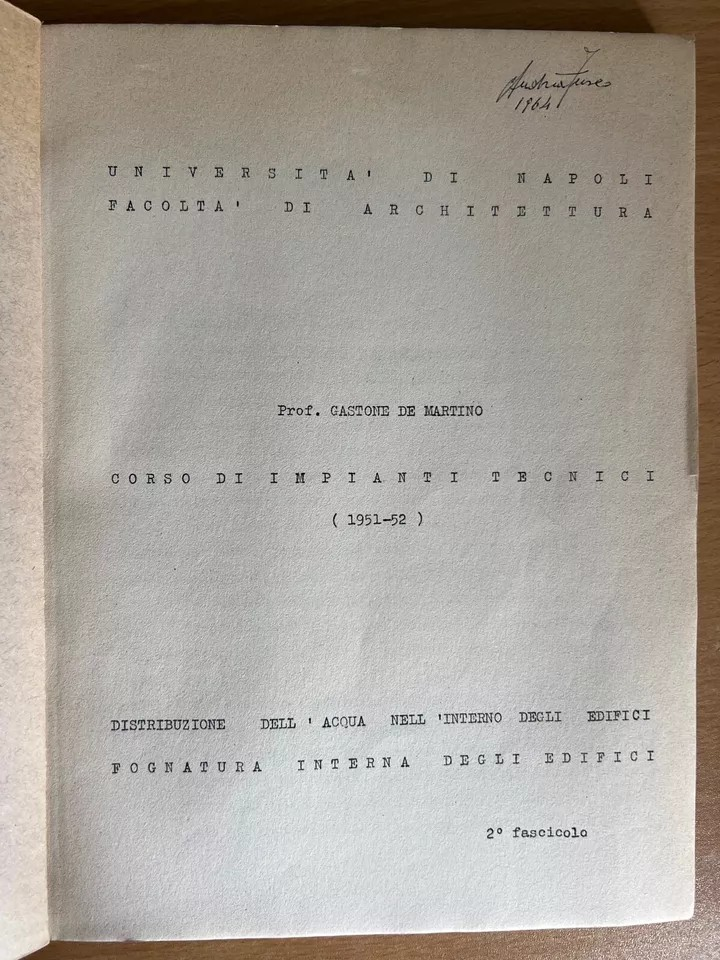 1964
UNIVERSITA' DI NAPOLI
FACOLTA' DI ARCHITETTURA
Prof. GASTONE DE MARTINO
CORSO DI IMPIANTI TECNICI
( 1951-52 )
DISTRIBUZIONE DELL ' ACQUA NELL 'INTERNO DEGLI EDIFICI
FOGNATURA INTERNA DEGLI EDIFICI
2° fascicolo